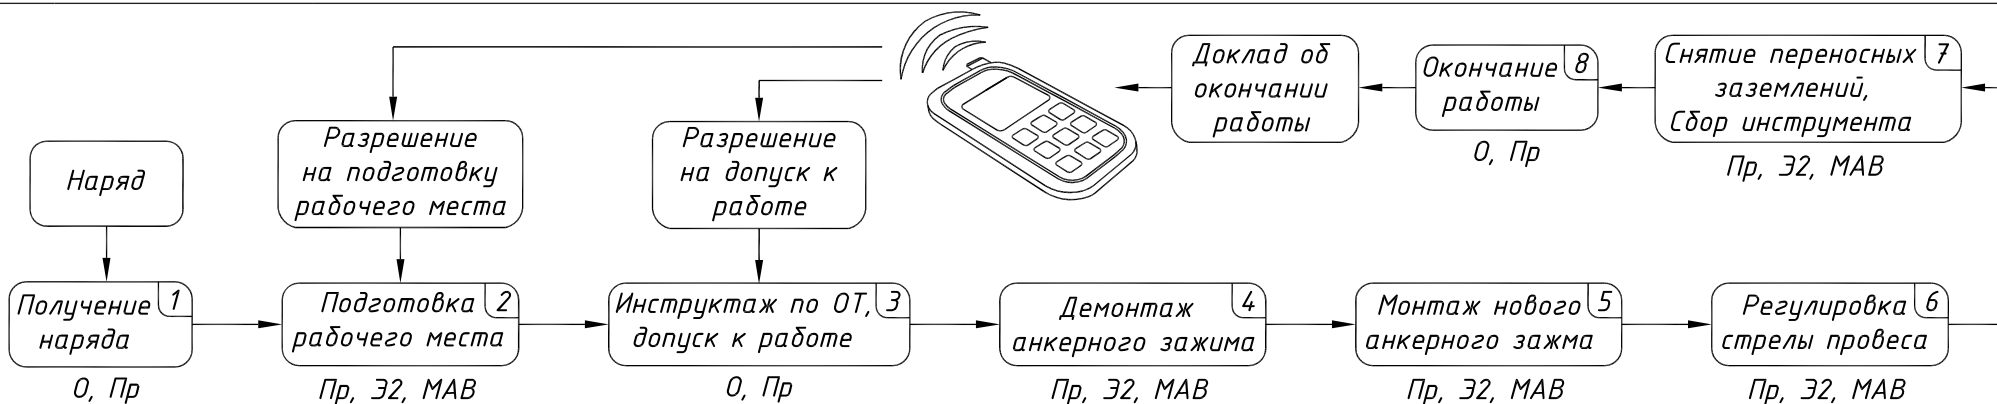 Наряд
Получение
наряда
1
О, Пр
Разрешение
на подготовку
рабочего места
Подготовка
рабочего места
2
Пр, Э2, МАВ
Разрешение
на допуск к
работе
Инструктаж по ОТ,
допуск к работе
3
О, Пр
Демонтаж
анкерного зажима
4
Пр, Э2, МАВ
Монтаж нового
анкерного зажма
5
Пр, Э2, МАВ
Регулировка
стрелы провеса
6
Пр, Э2, МАВ
Снятие переносных
заземлений,
Сбор инструмента
7
Пр, Э2, МАВ
Окончание
работы
8
О, Пр
Доклад об
окончании
работы